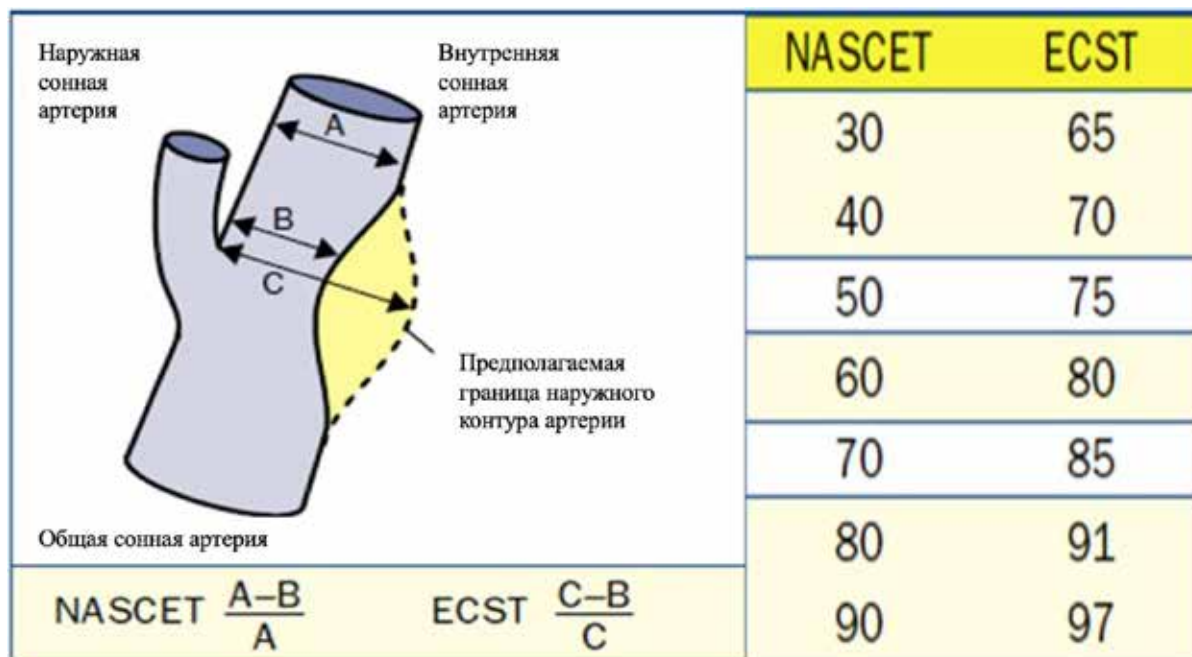 Наружная
сонная
артерия
Внутренняя
сонная
артерия
A
B
C
Предполагаемая
граница наружного
контура артерии
Общая сонная артерия
NASCET A–B
A
ECST C–B
C
NASCET ECST
30 65
40 70
50 75
60 80
70 85
80 91
90 97